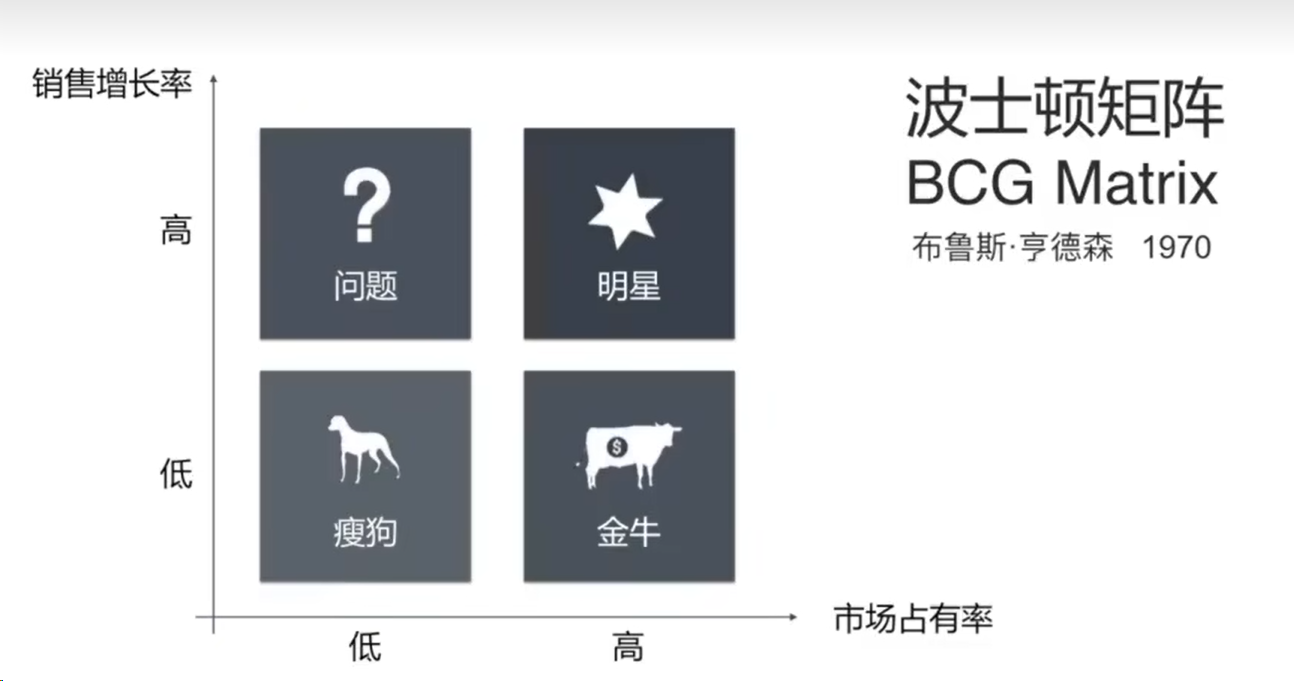 销售增长率
波士顿矩阵
BCG Matrix
布鲁斯·亨德森 1970
高
?
问题
明星
低
瘦狗
$
金牛
低
高
市场占有率